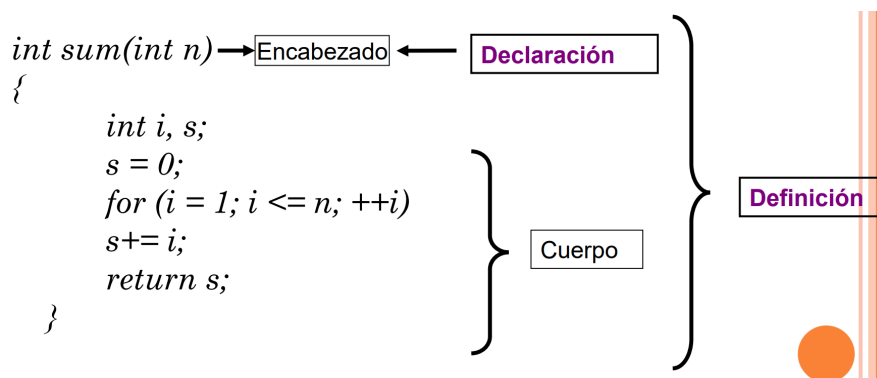 int sum(int n) Encabezado Declaración
{
int i, s;
s = 0;
for (i = 1; i <= n; ++i)
s+= i;
return s;
}
Cuerpo
Definición